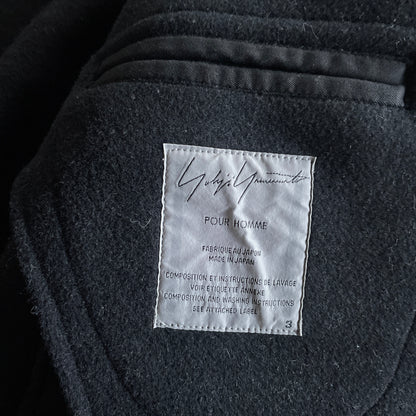 Yohji Yamamoto
POUR HOMME
FABRIQUE AU JAPON
MADE IN JAPAN
COMPOSITION ET INSTRUCTIONS DE LAVAGE
VOIR ETIQUETTE ANNEXE
COMPOSITION AND WASHING INSTRUCTIONS
SEE ATTACHED LABEL
3